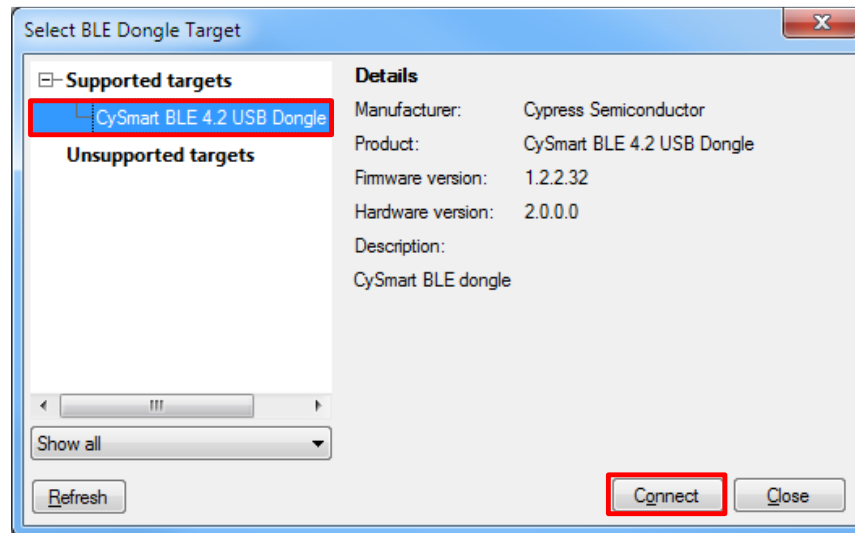 Select BLE Dongle Target
Supported targets
CySmart BLE 4.2 USB Dongle
Unsupported targets
Show all
Refresh
Details
Manufacturer: Cypress Semiconductor
Product: CySmart BLE 4.2 USB Dongle
Firmware version: 1.2.2.32
Hardware version: 2.0.0.0
Description:
CySmart BLE dongle
Connect
Close